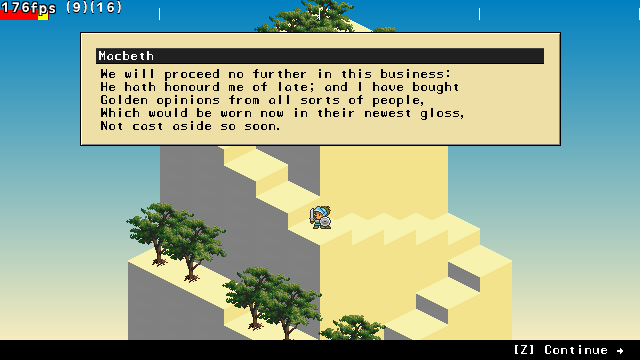 176fps (9)(16)
Macbeth
We will proceed no further in this business:
He hath honourd me of late; and I have bought
Golden opinions from all sorts of people,
Which would be worn now in their newest gloss,
Not cast aside so soon.
[Z] Continue →